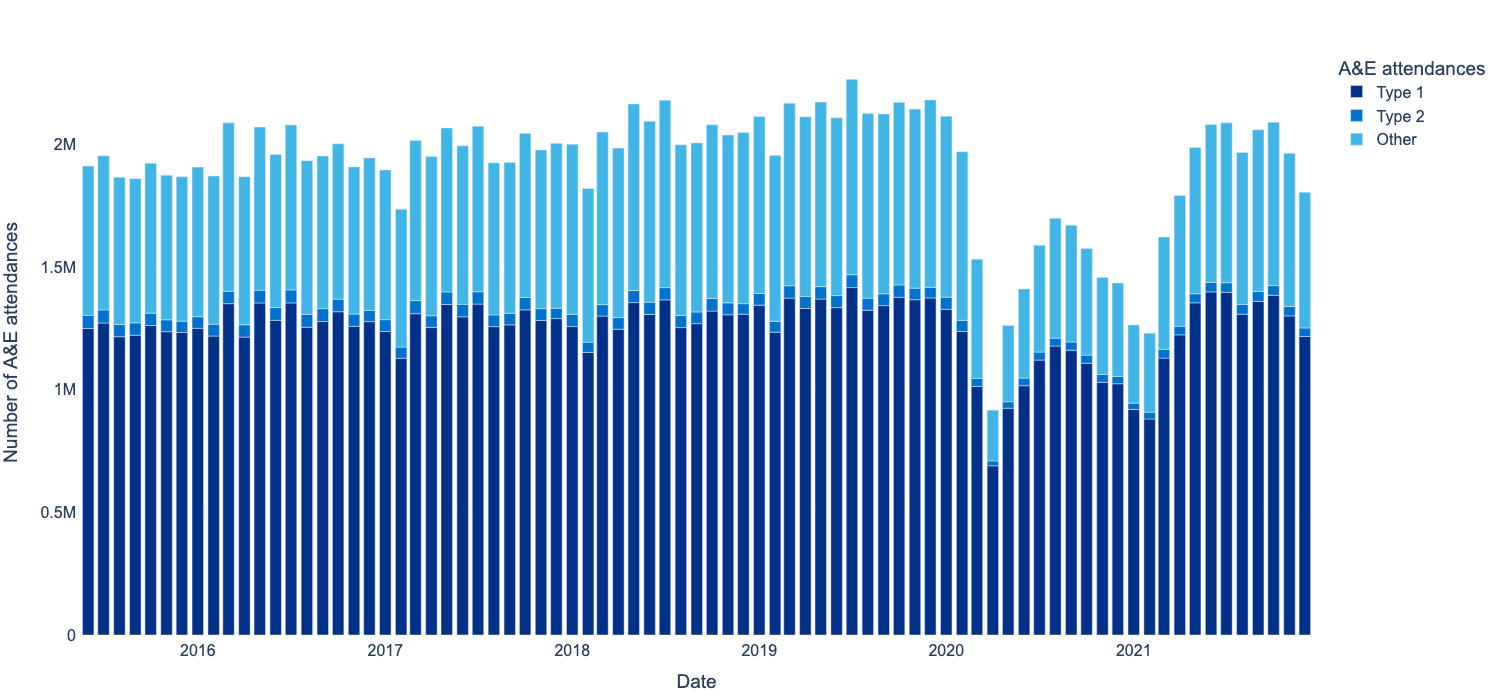 A&E attendances
Type 1
Type 2
Other
Number of A&E attendances
2M
1.5M
1M
0.5M
0
2016
2017
2018
2019
2020
2021
Date